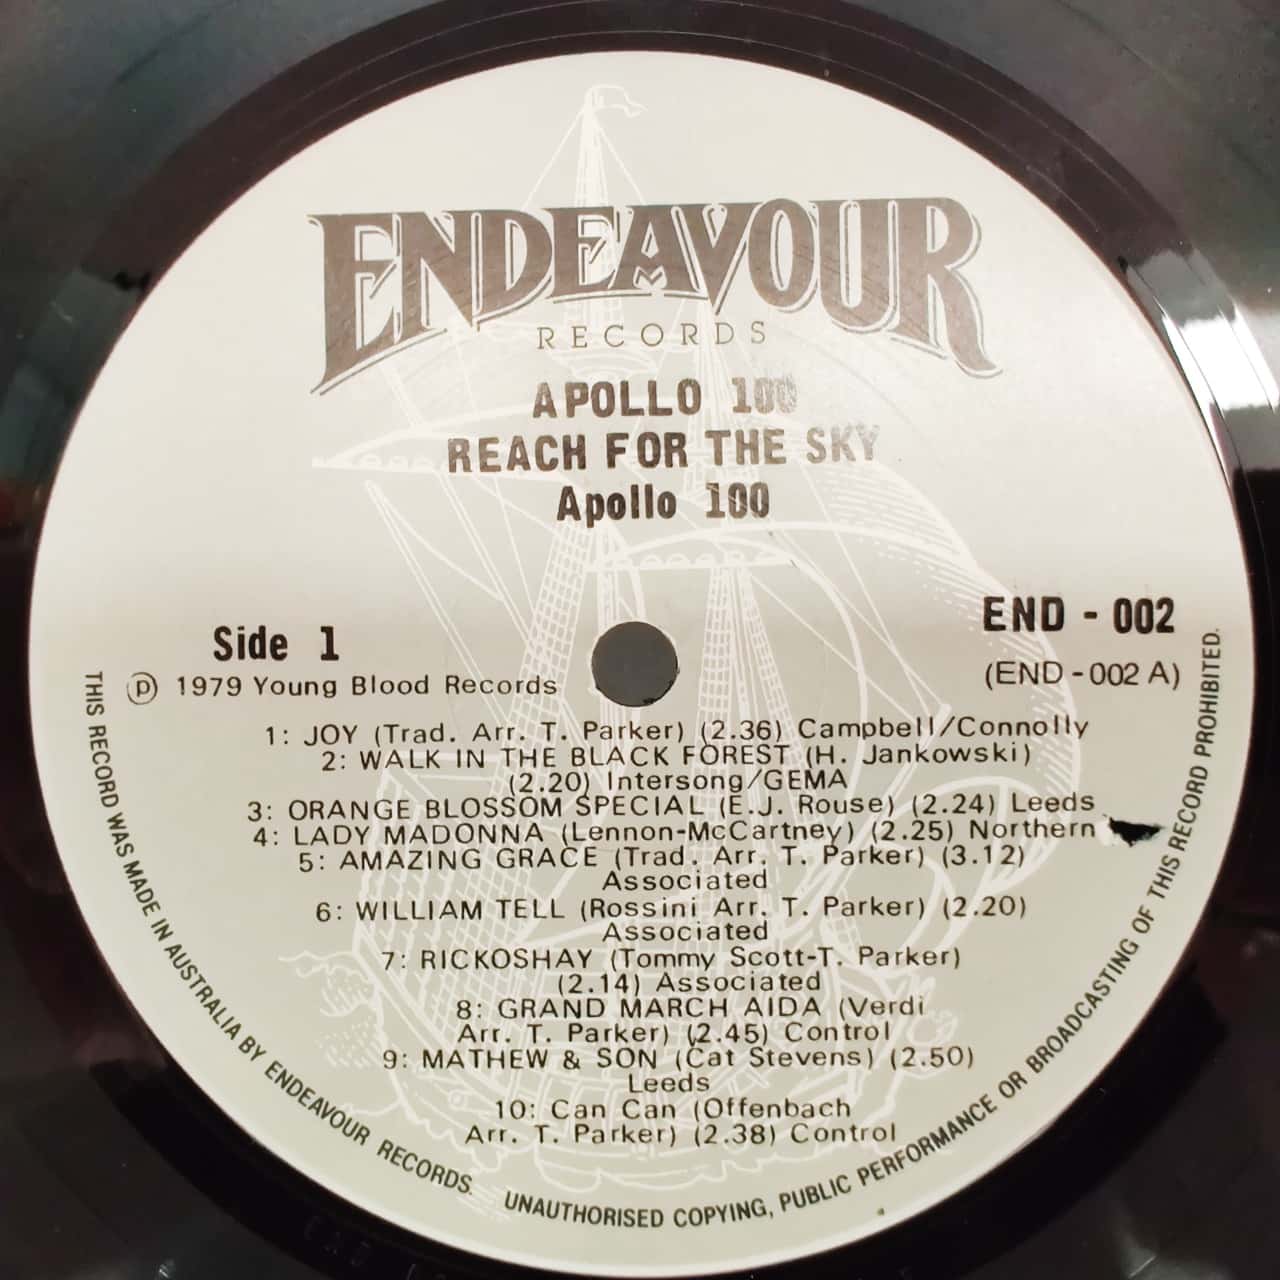 ENDEAVOUR
RECORDS
APOLLO 100
REACH FOR THE SKY
Apollo 100
Side 1
END - 002
(END - 002 A)
Ⓟ 1979 Young Blood Records
1: JOY (Trad. Arr. T. Parker) (2.36) Campbell/Connolly
2: WALK IN THE BLACK FOREST (H. Jankowski)
(2.20) Intersong/GEMA
3: ORANGE BLOSSOM SPECIAL (E.J. Rouse) (2.24) Leeds
4: LADY MADONNA (Lennon-McCartney) (2.25) Northern
5: AMAZING GRACE (Trad. Arr. T. Parker) (3.12)
Associated
6: WILLIAM TELL (Rossini Arr. T. Parker) (2.20)
Associated
7: RICKOSHAY (Tommy Scott-T. Parker)
(2.14) Associated
8: GRAND MARCH AIDA (Verdi
Arr. T. Parker) (2.45) Control
9: MATHEW & SON (Cat Stevens) (2.50)
Leeds
10: Can Can (Offenbach
Arr. T. Parker) (2.38) Control
THIS RECORD WAS MADE IN AUSTRALIA BY ENDEAVOUR RECORDS. UNAUTHORISED COPYING, PUBLIC PERFORMANCE OR BROADCASTING OF THIS RECORD PROHIBITED.